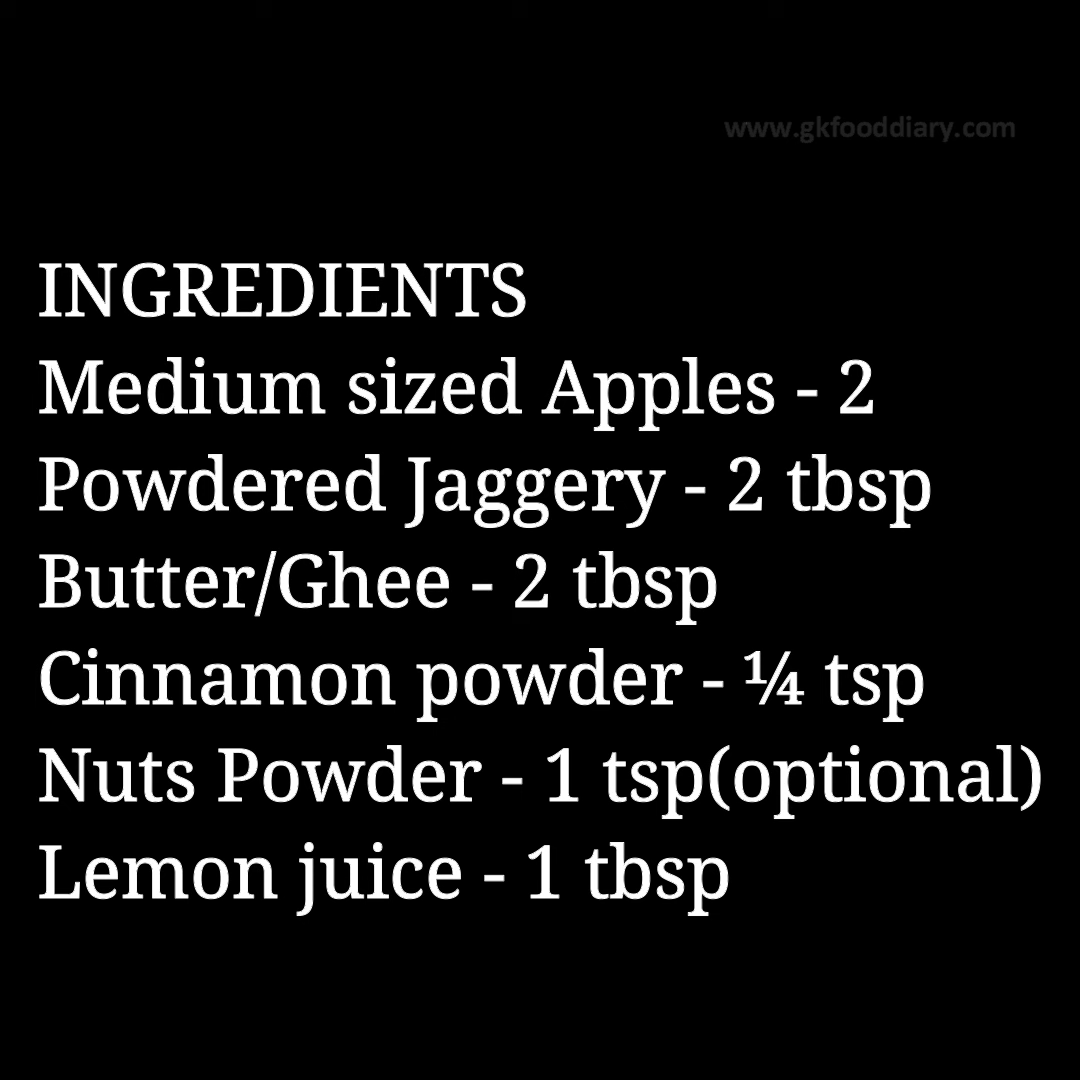 www.gkfooddiary.com
INGREDIENTS
Medium sized Apples - 2
Powdered Jaggery - 2 tbsp
Butter/Ghee - 2 tbsp
Cinnamon powder - ¼ tsp
Nuts Powder - 1 tsp(optional)
Lemon juice - 1 tbsp